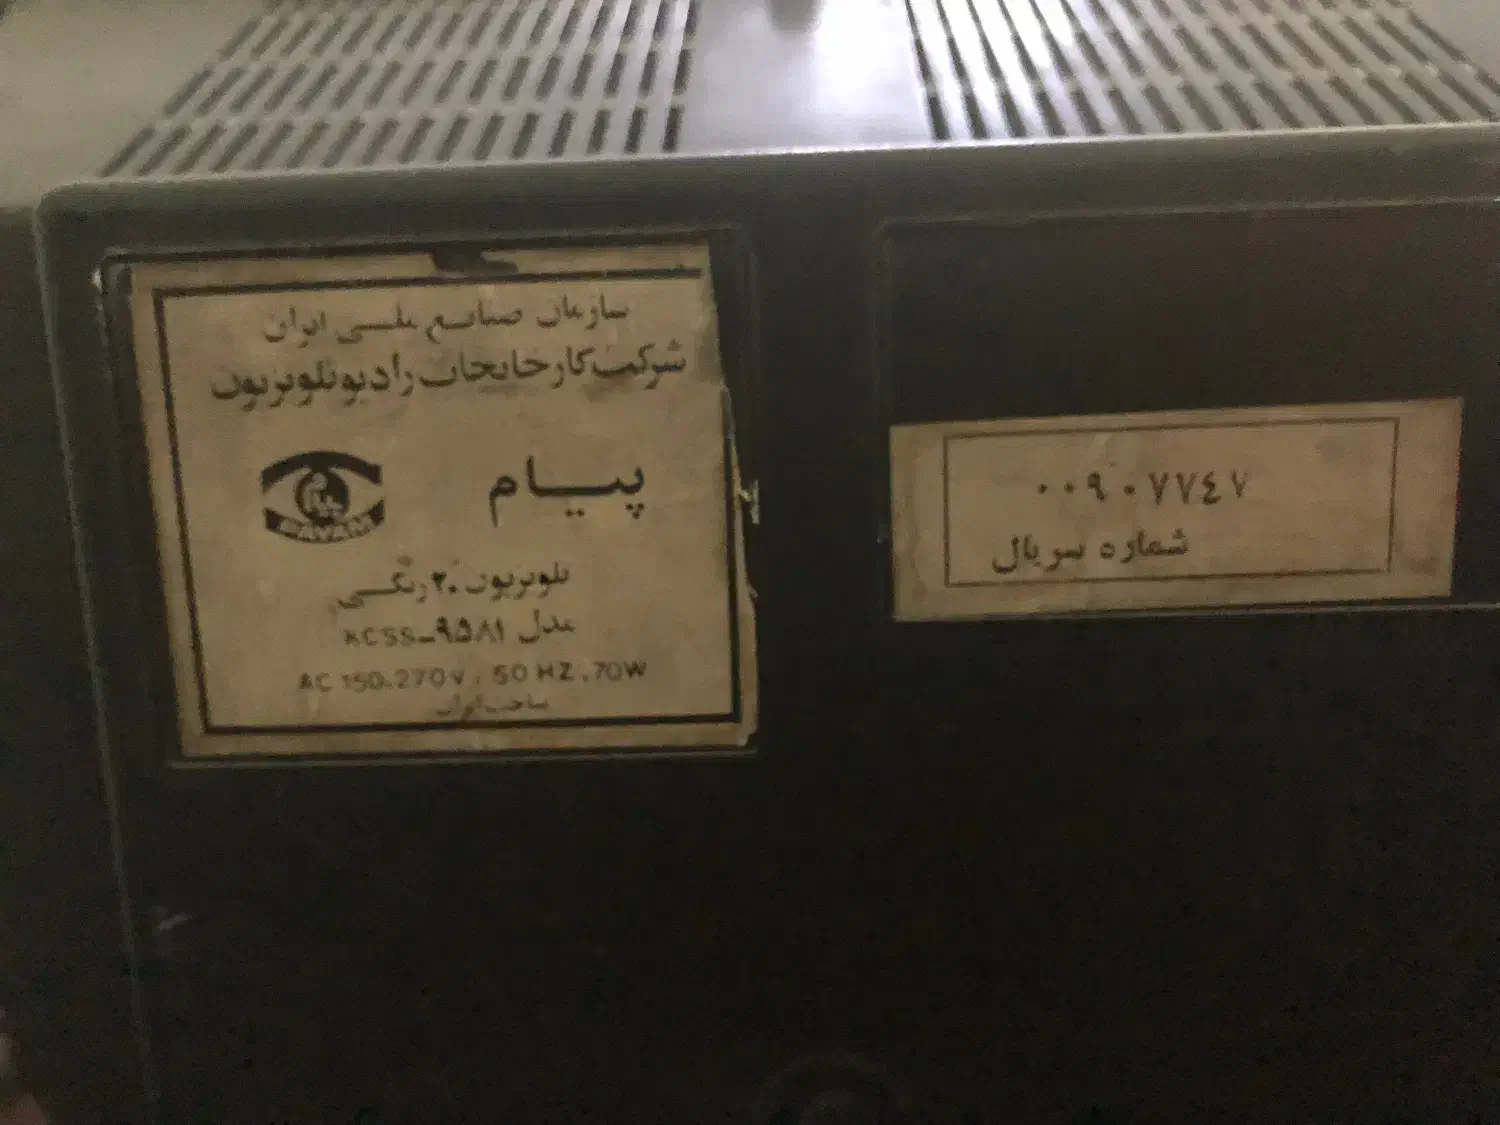 سازمان صنایع ملی ایران
شرکت کارخانجات رادیو تلویزیون
پیام
PAYAM
تلویزیون ۲۰ رنگی
مدل KCSS-۹۵۸۱
AC 150-270V , 50 HZ , 70W
ساخت ایران
۰۰۹۰۷۷٤۷
شماره سریال